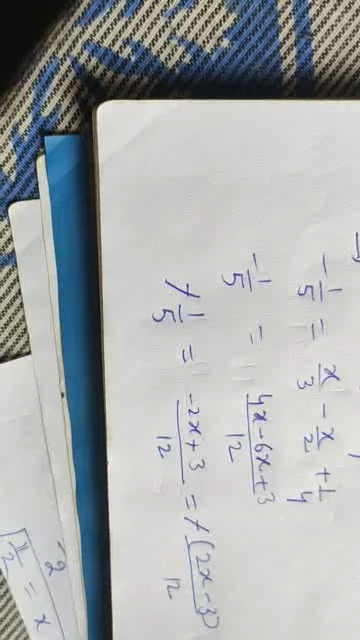 →
-1/5 = x/3 - x/2 + 1/4
-1/5 = (4x-6x+3)/12
+1/5 = (-2x+3)/12 = +(2x-3)/12
-2
π/2 = x